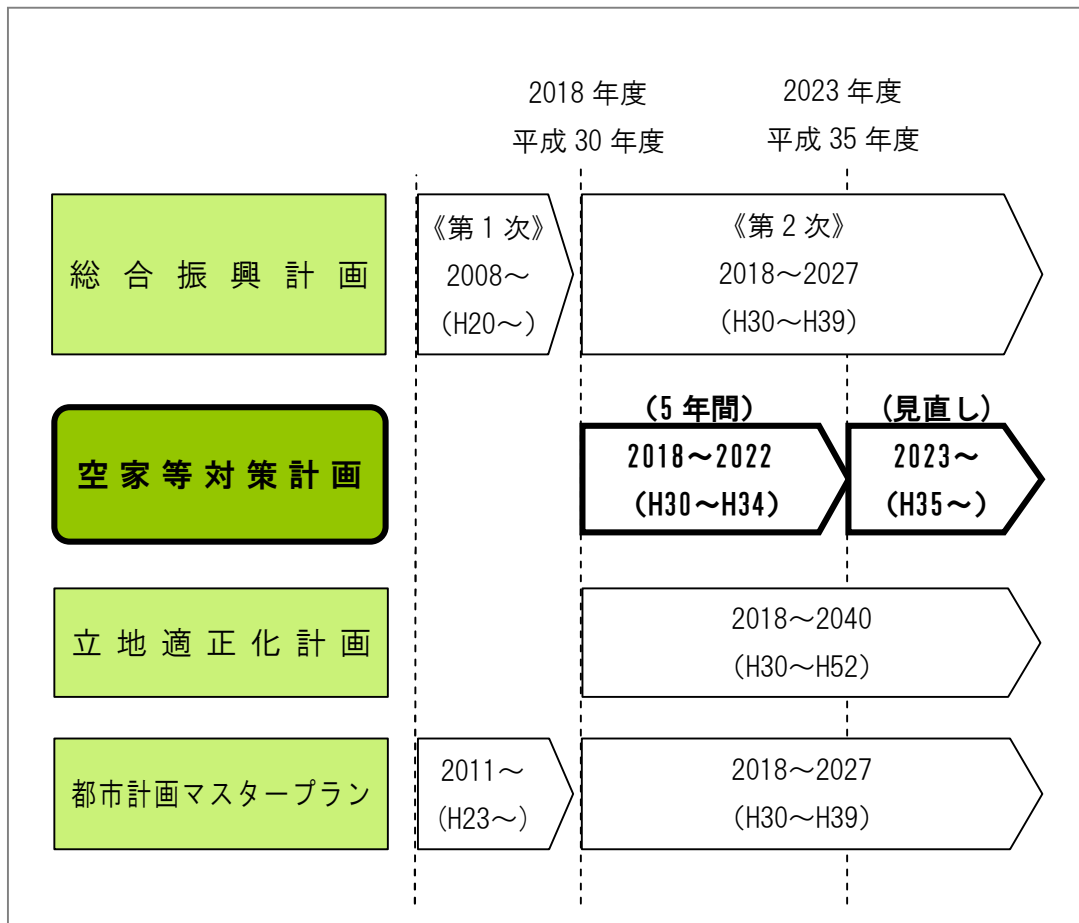 2018 年度
平成 30 年度
2023 年度
平成 35 年度
総合振興計画
《第 1 次》
2008～
(H20～)
《第 2 次》
2018～2027
(H30～H39)
空家等対策計画
(5 年間)
2018～2022
(H30～H34)
(見直し)
2023～
(H35～)
立地適正化計画
2018～2040
(H30～H52)
都市計画マスタープラン
2011～
(H23～)
2018～2027
(H30～H39)